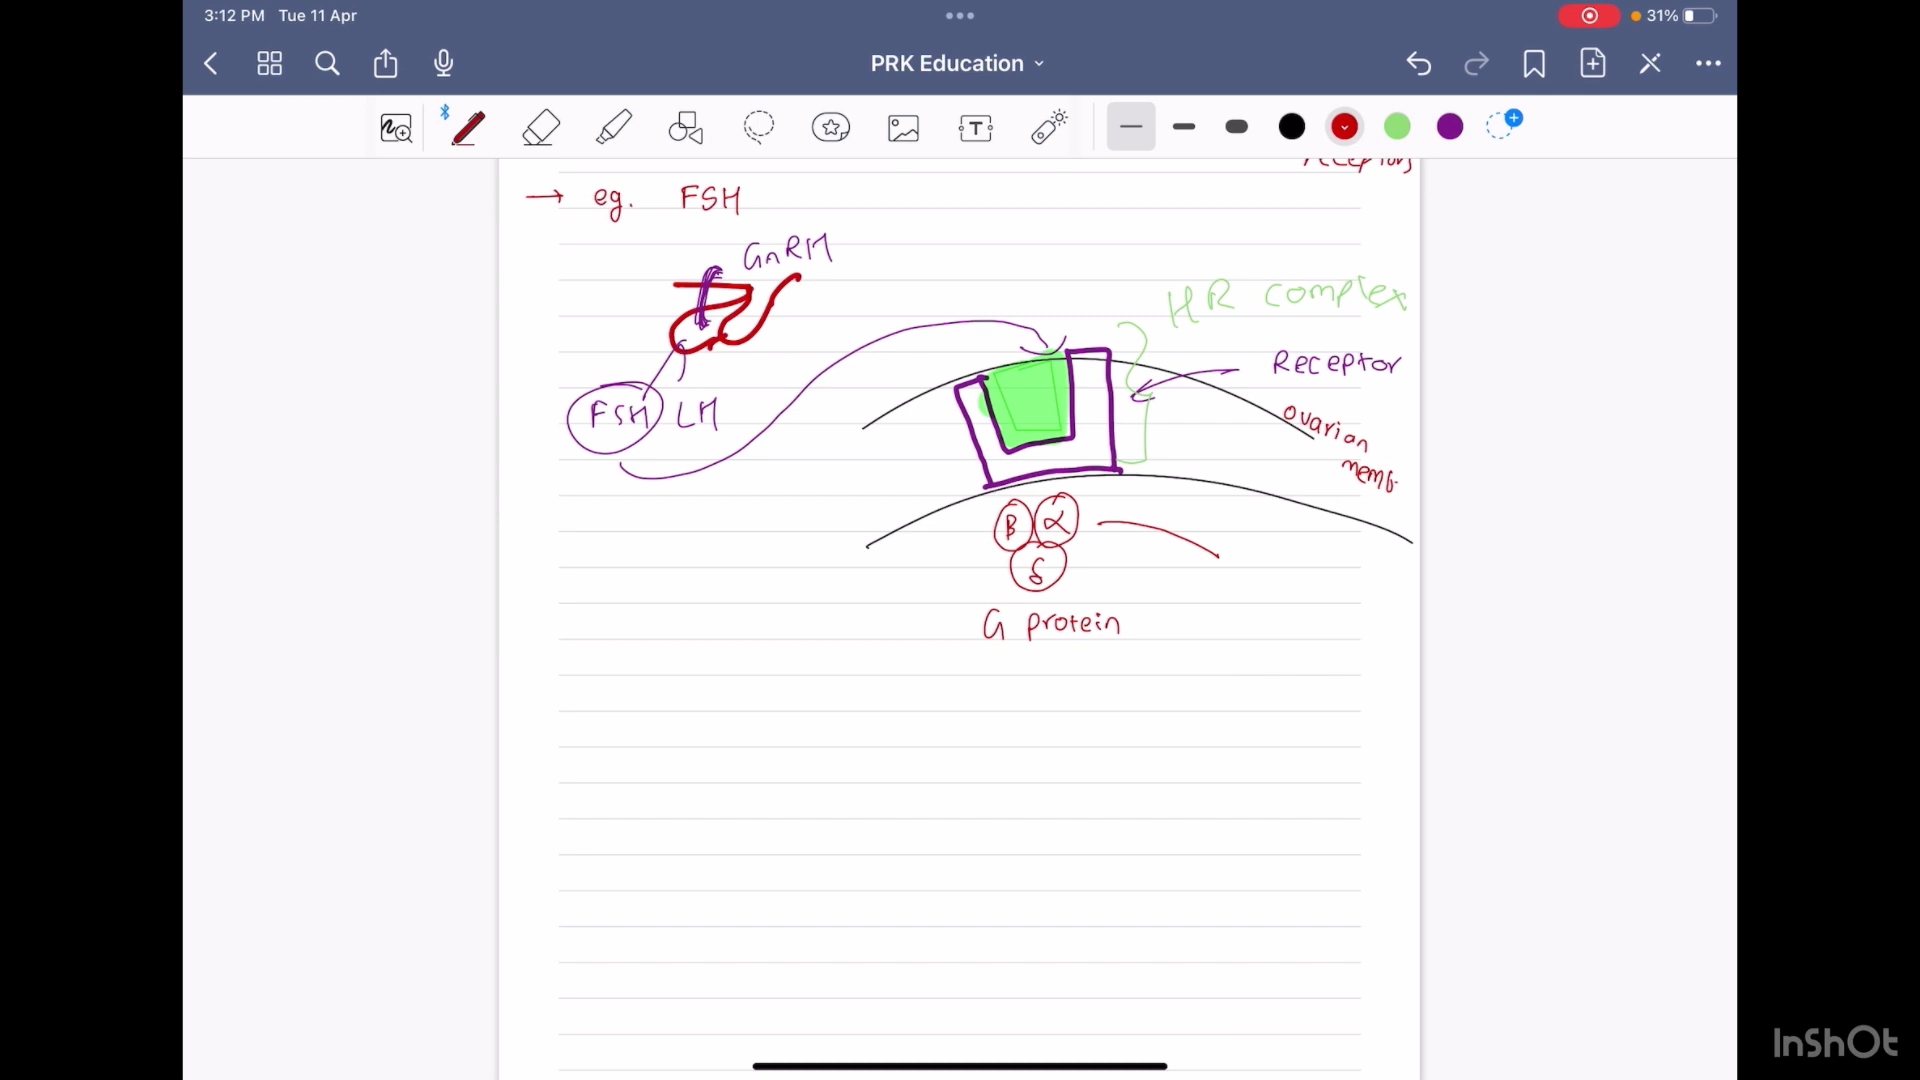 3:12 PM Tue 11 Apr
31%
PRK Education
T
receptors
→ eg. FSH
GnRH
HR complex
Receptor
FSH LH
ovarian
memb.
β α
δ
G protein
InShOt